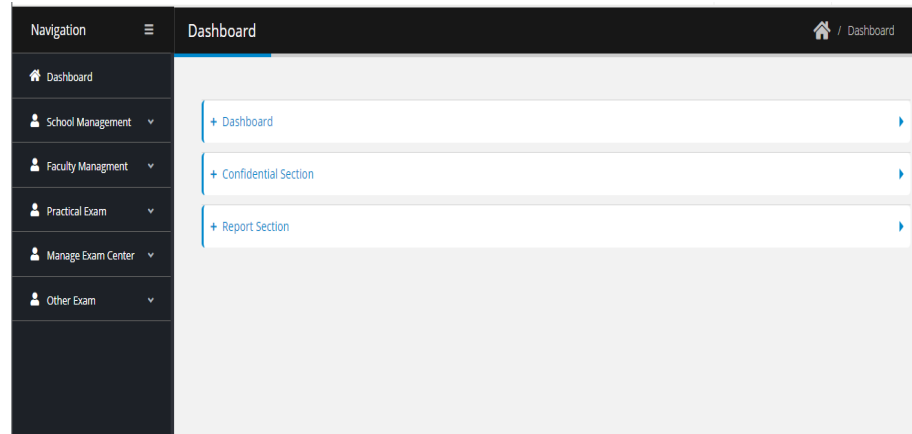 Navigation
Dashboard
/ Dashboard
Dashboard
School Management
Faculty Managment
Practical Exam
Manage Exam Center
Other Exam
+ Dashboard
+ Confidential Section
+ Report Section